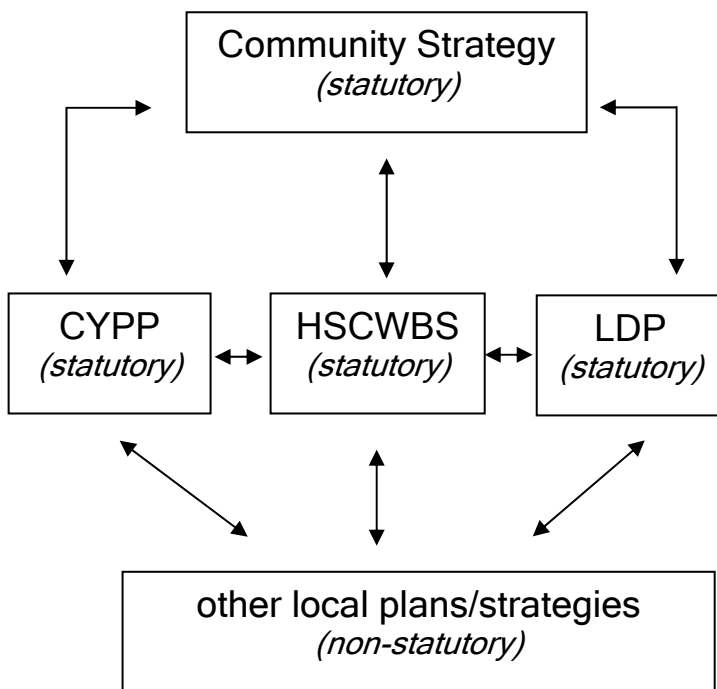 Community Strategy
(statutory)
CYPP
(statutory)
HSCWBS
(statutory)
LDP
(statutory)
other local plans/strategies
(non-statutory)